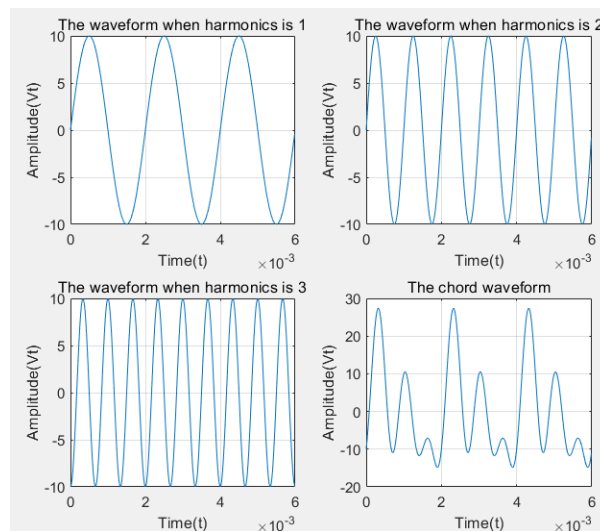 The waveform when harmonics is 1
10
5
0
-5
-10
Amplitude(Vt)
0 2 4 6
Time(t)
×10-3
The waveform when harmonics is 2
10
5
0
-5
-10
Amplitude(Vt)
0 2 4 6
Time(t)
×10-3
The waveform when harmonics is 3
10
5
0
-5
-10
Amplitude(Vt)
0 2 4 6
Time(t)
×10-3
The chord waveform
30
20
10
0
-10
-20
Amplitude(Vt)
0 2 4 6
Time(t)
×10-3